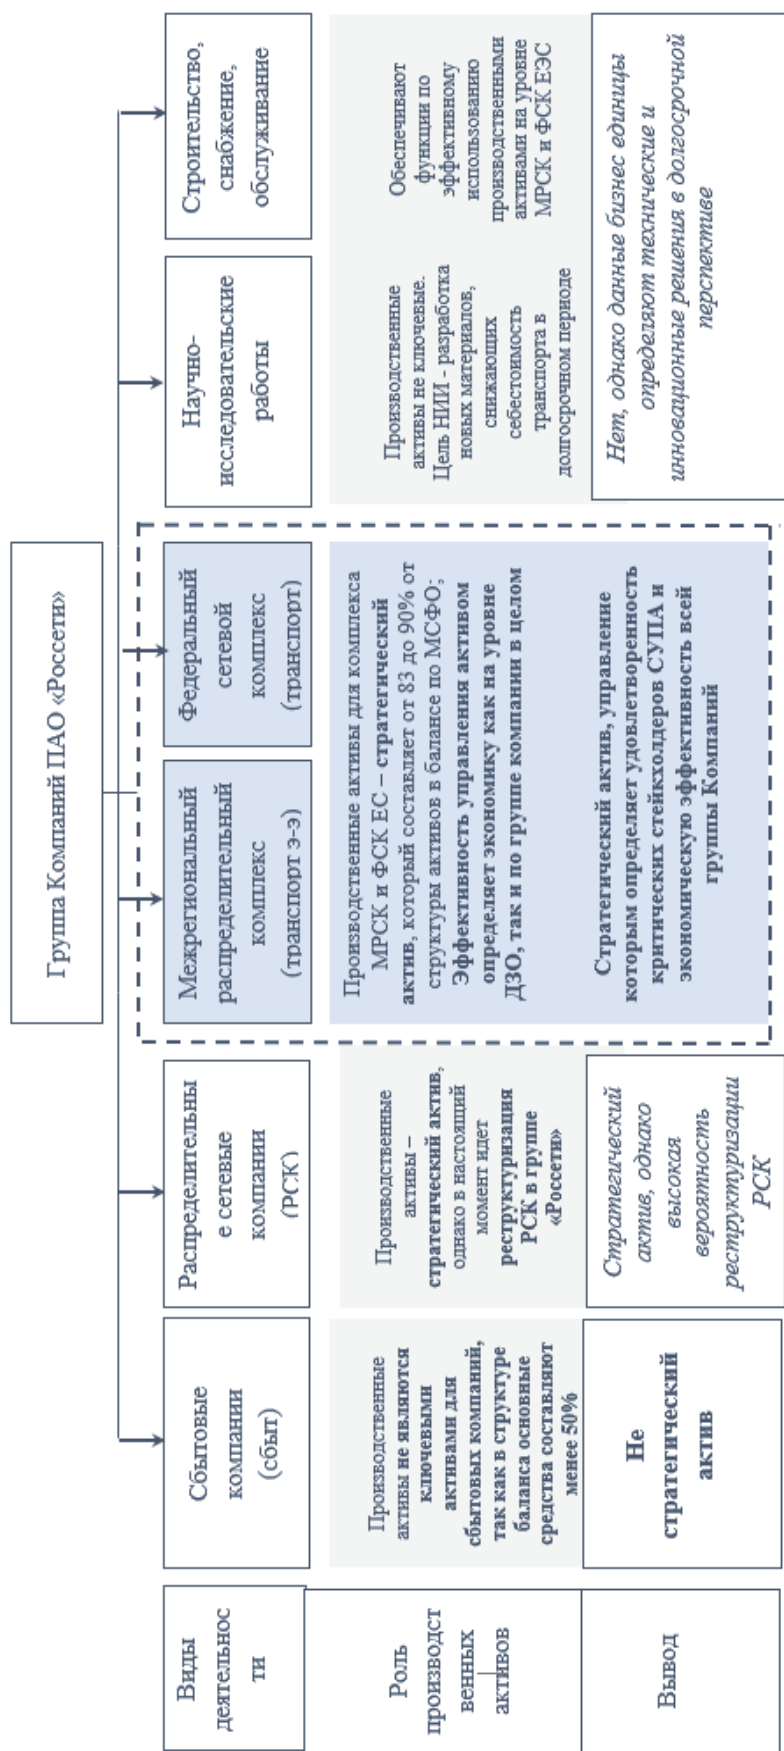 Группа Компаний ПАО «Россети»
Виды
деятельнос
ти
Сбытовые
компании
(сбыт)
Распределительны
е сетевые
компании
(РСК)
Межрегиональный
распределительный
комплекс
(транспорт э-э)
Федеральный
сетевой
комплекс
(транспорт)
Научно-
исследовательские
работы
Строительство,
снабжение,
обслуживание
Роль
производст
венных
активов
Производственные
активы не являются
ключевыми
активами для
сбытовых компаний,
так как в структуре
баланса основные
средства составляют
менее 50%
Производственные
активы –
стратегический актив,
однако в настоящий
момент идет
реструктуризация
РСК в группе
«Россети»
Производственные активы для комплекса
МРСК и ФСК ЕС – стратегический
актив, который составляет от 83 до 90% от
структуры активов в балансе по МСФО;
Эффективность управления активом
определяет экономику как на уровне
ДЗО, так и по группе компании в целом
Производственные
активы не ключевые.
Цель НИИ - разработка
новых материалов,
снижающих
себестоимость
транспорта в
долгосрочном периоде
Обеспечивают
функции по
эффективному
использованию
производственными
активами на уровне
МРСК и ФСК ЕЭС
Вывод
Не
стратегический
актив
Стратегический
актив, однако
высокая
вероятность
реструктуризации
РСК
Стратегический актив, управление
которым определяет удовлетворенность
критических стейкхолдеров СУПА и
экономическую эффективность всей
группы Компаний
Нет, однако данные бизнес единицы
определяют технические и
инновационные решения в долгосрочной
перспективе